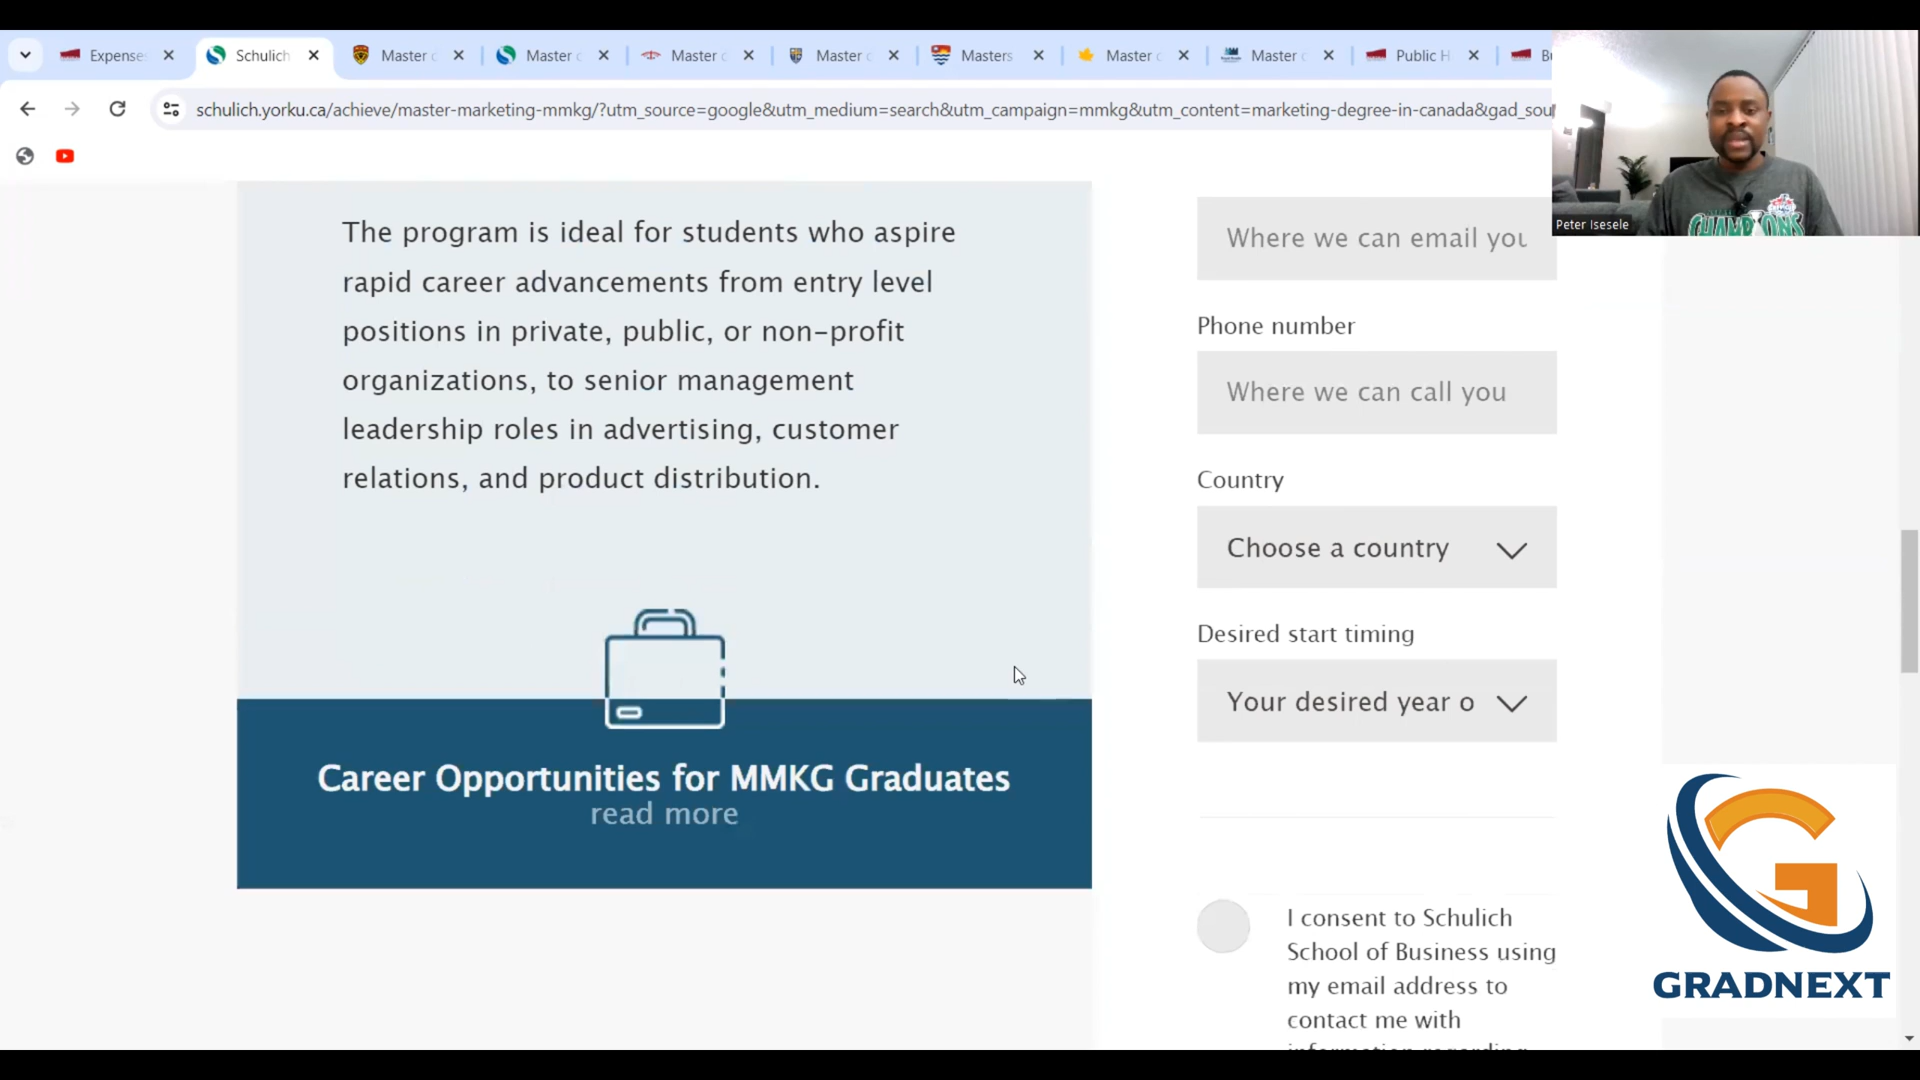 Expenses
Schulich
Master
Master
Master
Master
Masters
Master
Master
Public H
schulich.yorku.ca/achieve/master-marketing-mmkg/?utm_source=google&utm_medium=search&utm_campaign=mmkg&utm_content=marketing-degree-in-canada&gad_sou
Peter Isesele
CHAMPIONS
The program is ideal for students who aspire
rapid career advancements from entry level
positions in private, public, or non-profit
organizations, to senior management
leadership roles in advertising, customer
relations, and product distribution.
Career Opportunities for MMKG Graduates
read more
Where we can email you
Phone number
Where we can call you
Country
Choose a country
Desired start timing
Your desired year o
I consent to Schulich
School of Business using
my email address to
contact me with
information regarding
GRADNEXT